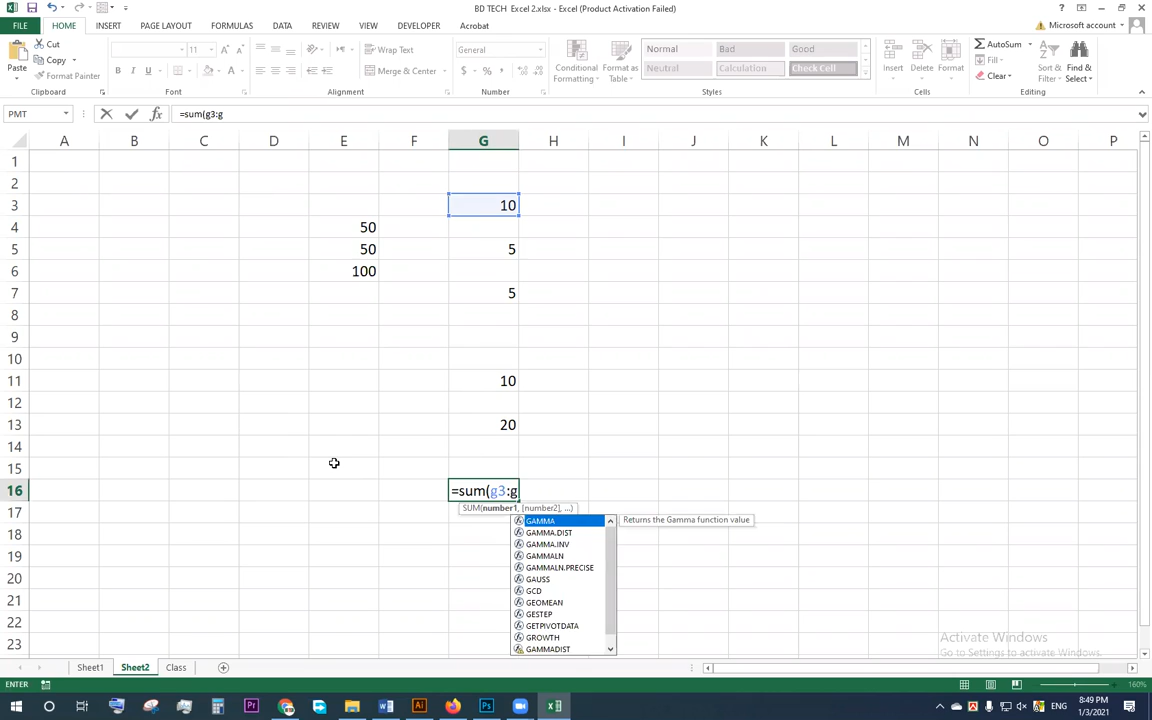 BD TECH  Excel 2.xlsx - Excel (Product Activation Failed)
FILE HOME INSERT PAGE LAYOUT FORMULAS DATA REVIEW VIEW DEVELOPER Acrobat Microsoft account
Paste Cut Copy Format Painter Clipboard
11 A A B I U A Font
Wrap Text Merge & Center Alignment
General $ % , Number
Conditional Formatting Format as Table Normal Bad Good Neutral Calculation Check Cell Styles
Insert Delete Format Cells
AutoSum Fill Clear Sort & Filter Find & Select Editing
PMT fx =sum(g3:g
A B C D E F G H I J K L M N O P
1
2
3 10
4 50
5 50 5
6 100
7 5
8
9
10
11 10
12
13 20
14
15
16 =sum(g3:g
SUM(number1, [number2], ...)
17
GAMMA Returns the Gamma function value
GAMMA.DIST
18
GAMMA.INV
GAMMALN
19
GAMMALN.PRECISE
GAUSS
20
GCD
GEOMEAN
21
GESTEP
GETPIVOTDATA
22
GROWTH
23
GAMMADIST
Activate Windows
Go to Settings to activate Windows.
Sheet1 Sheet2 Class
ENTER 160%
Pr Ai Ps ENG 8:49 PM
1/3/2021